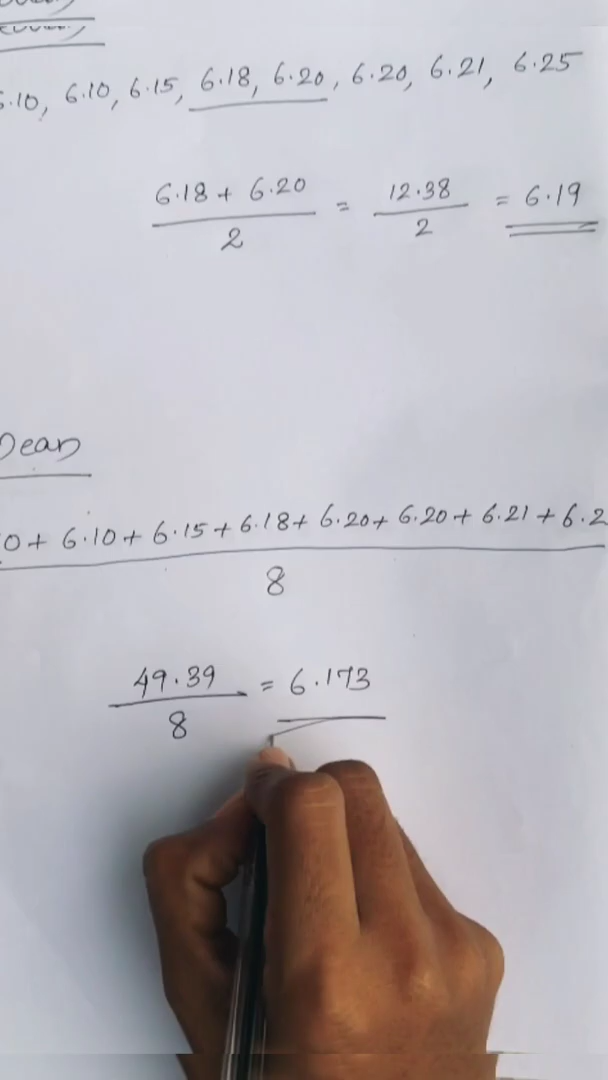 6.10, 6.10, 6.15, 6.18, 6.20, 6.20, 6.21, 6.25
6.18 + 6.20 / 2 = 12.38 / 2 = 6.19
0 + 6.10 + 6.15 + 6.18 + 6.20 + 6.20 + 6.21 + 6.2
8
49.39 / 8 = 6.173